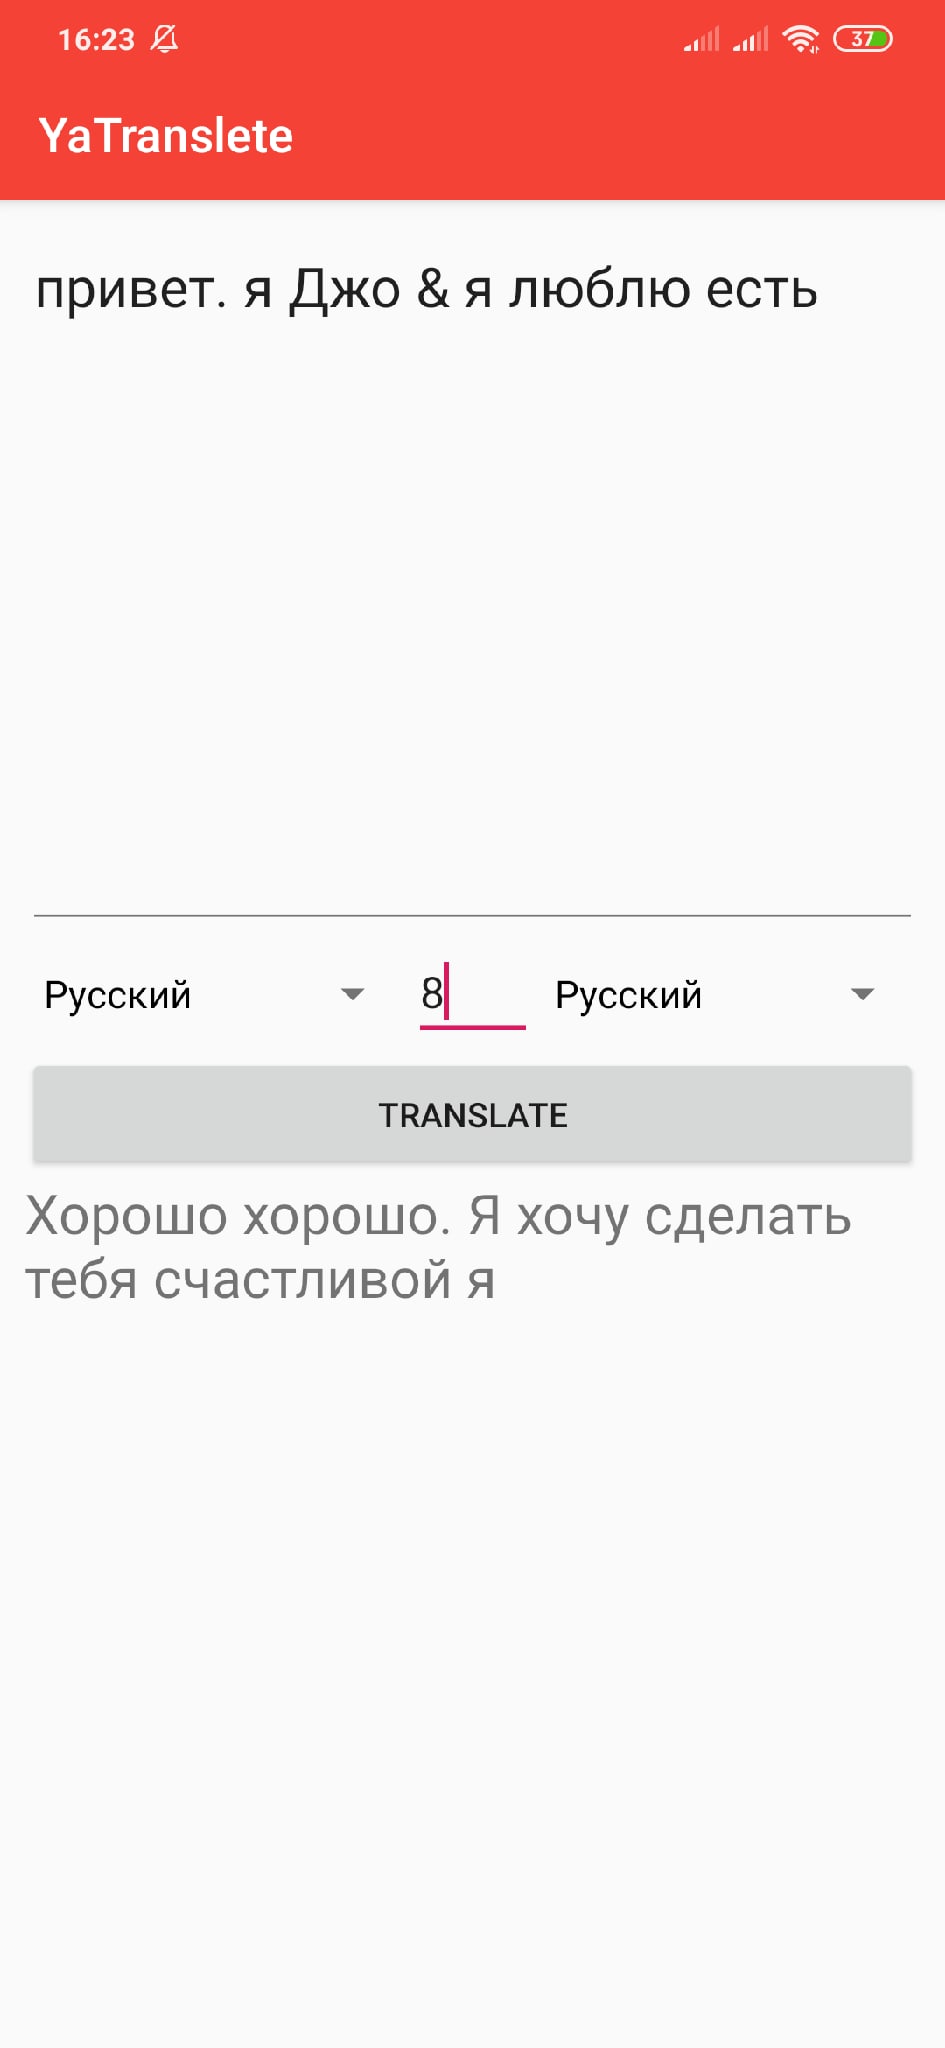 16:23
37
YaTranslete
привет. я Джо & я люблю есть
Русский 8 Русский
TRANSLATE
Хорошо хорошо. Я хочу сделать
тебя счастливой я